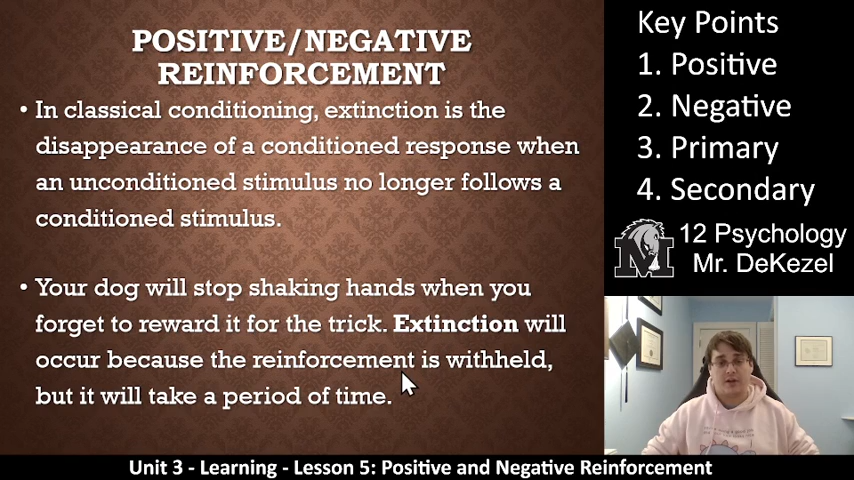 POSITIVE/NEGATIVE
REINFORCEMENT
• In classical conditioning, extinction is the
disappearance of a conditioned response when
an unconditioned stimulus no longer follows a
conditioned stimulus.
• Your dog will stop shaking hands when you
forget to reward it for the trick. Extinction will
occur because the reinforcement is withheld,
but it will take a period of time.
Key Points
1. Positive
2. Negative
3. Primary
4. Secondary
M
12 Psychology
Mr. DeKezel
Unit 3 - Learning - Lesson 5: Positive and Negative Reinforcement